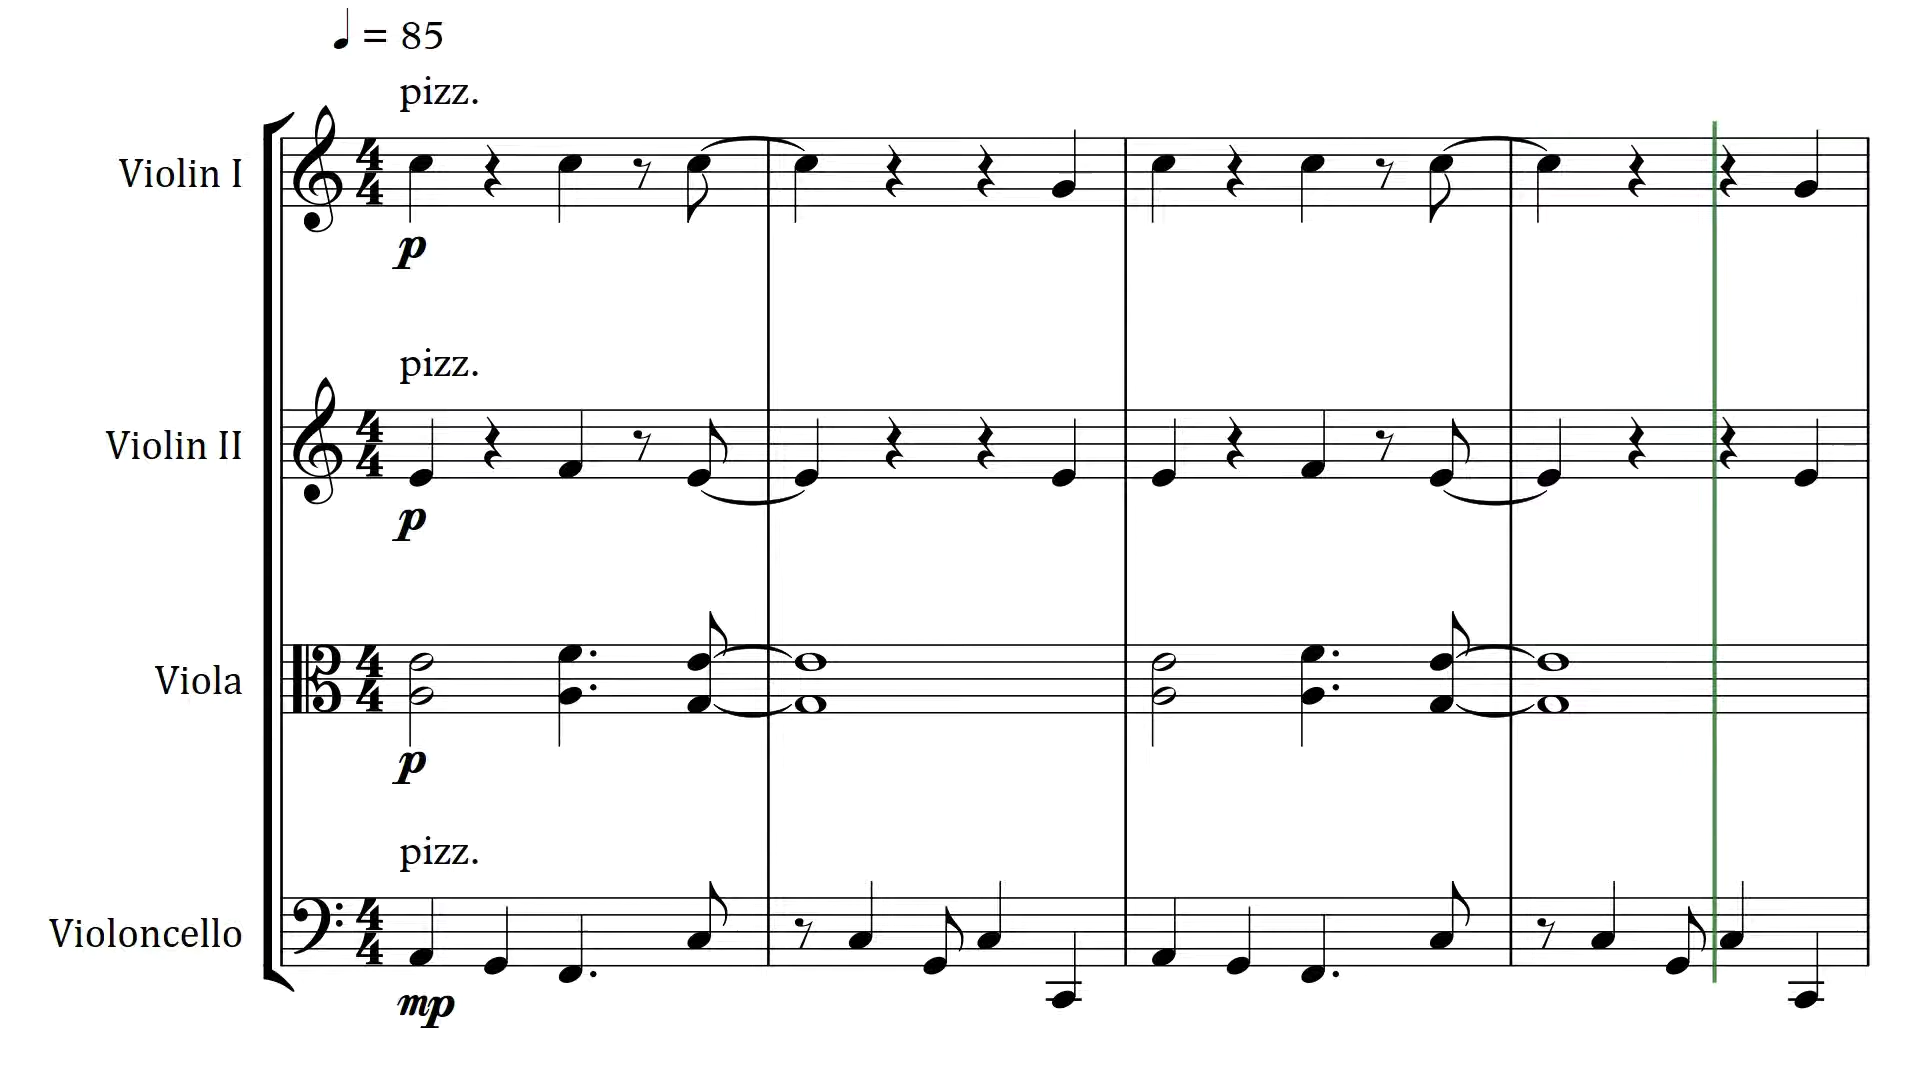 ♩ = 85
pizz.
Violin I
p
pizz.
Violin II
p
Viola
p
pizz.
Violoncello
mp